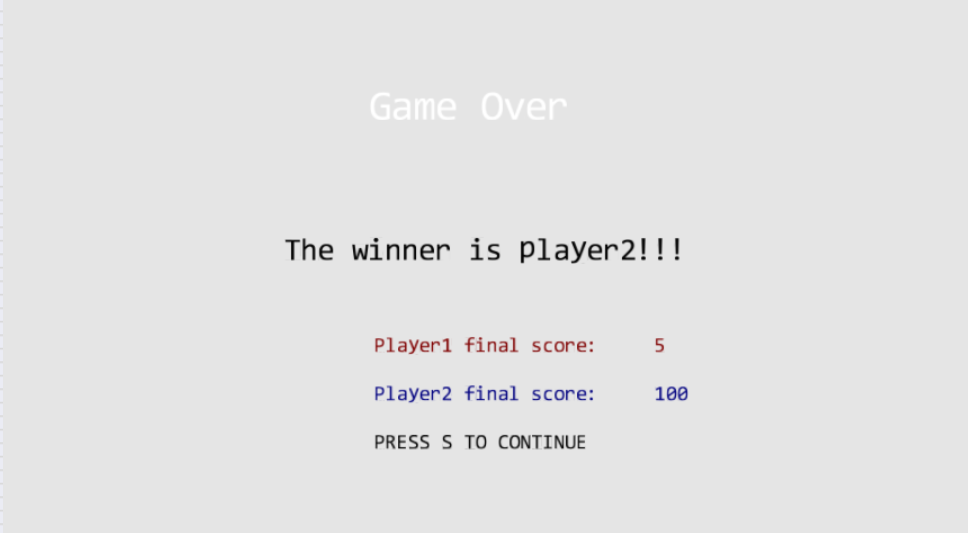 Game Over
The winner is player2!!!
Player1 final score: 5
Player2 final score: 100
PRESS S TO CONTINUE